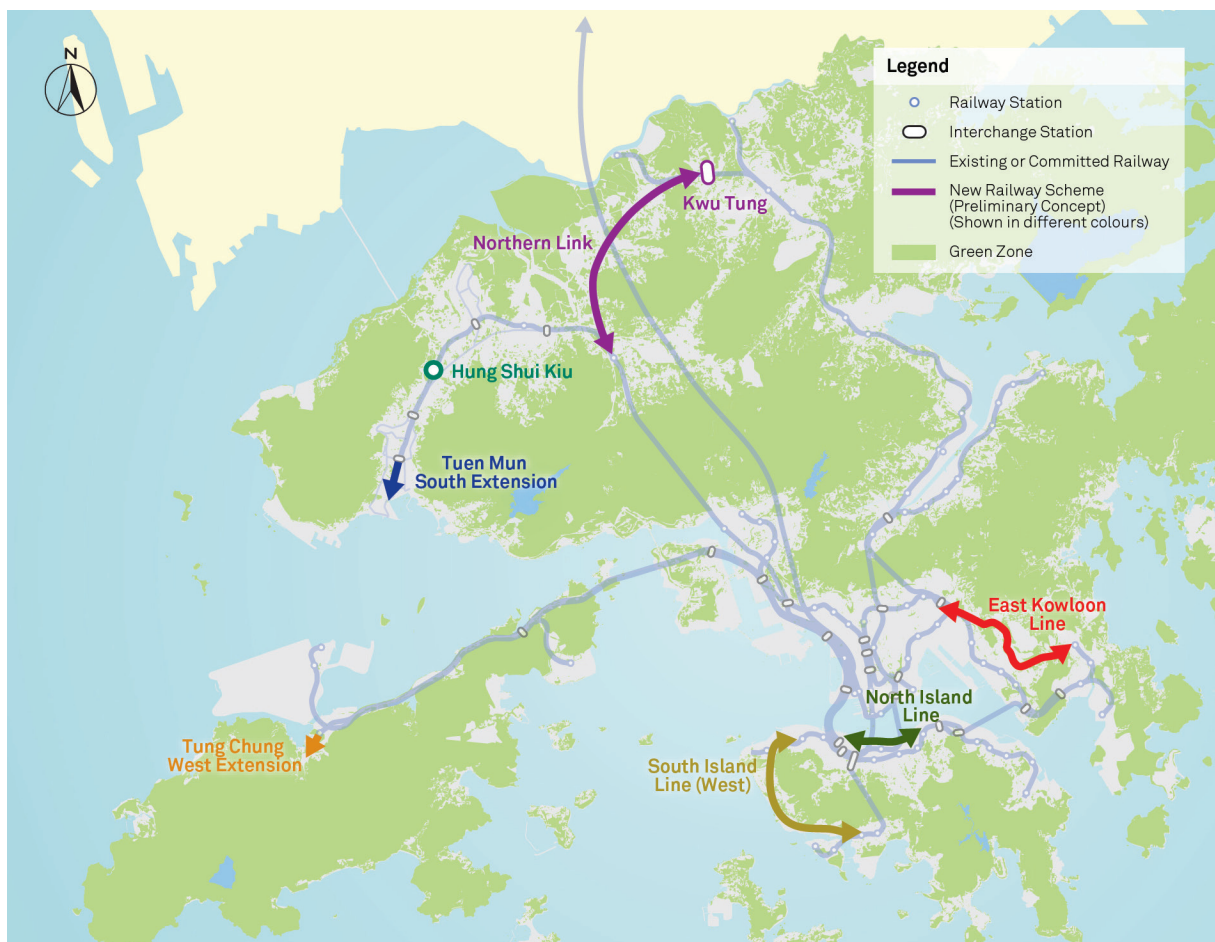 N
Legend
Railway Station
Interchange Station
Existing or Committed Railway
New Railway Scheme
(Preliminary Concept)
(Shown in different colours)
Green Zone
Kwu Tung
Northern Link
Hung Shui Kiu
Tuen Mun
South Extension
East Kowloon
Line
North Island
Line
Tung Chung
West Extension
South Island
Line (West)